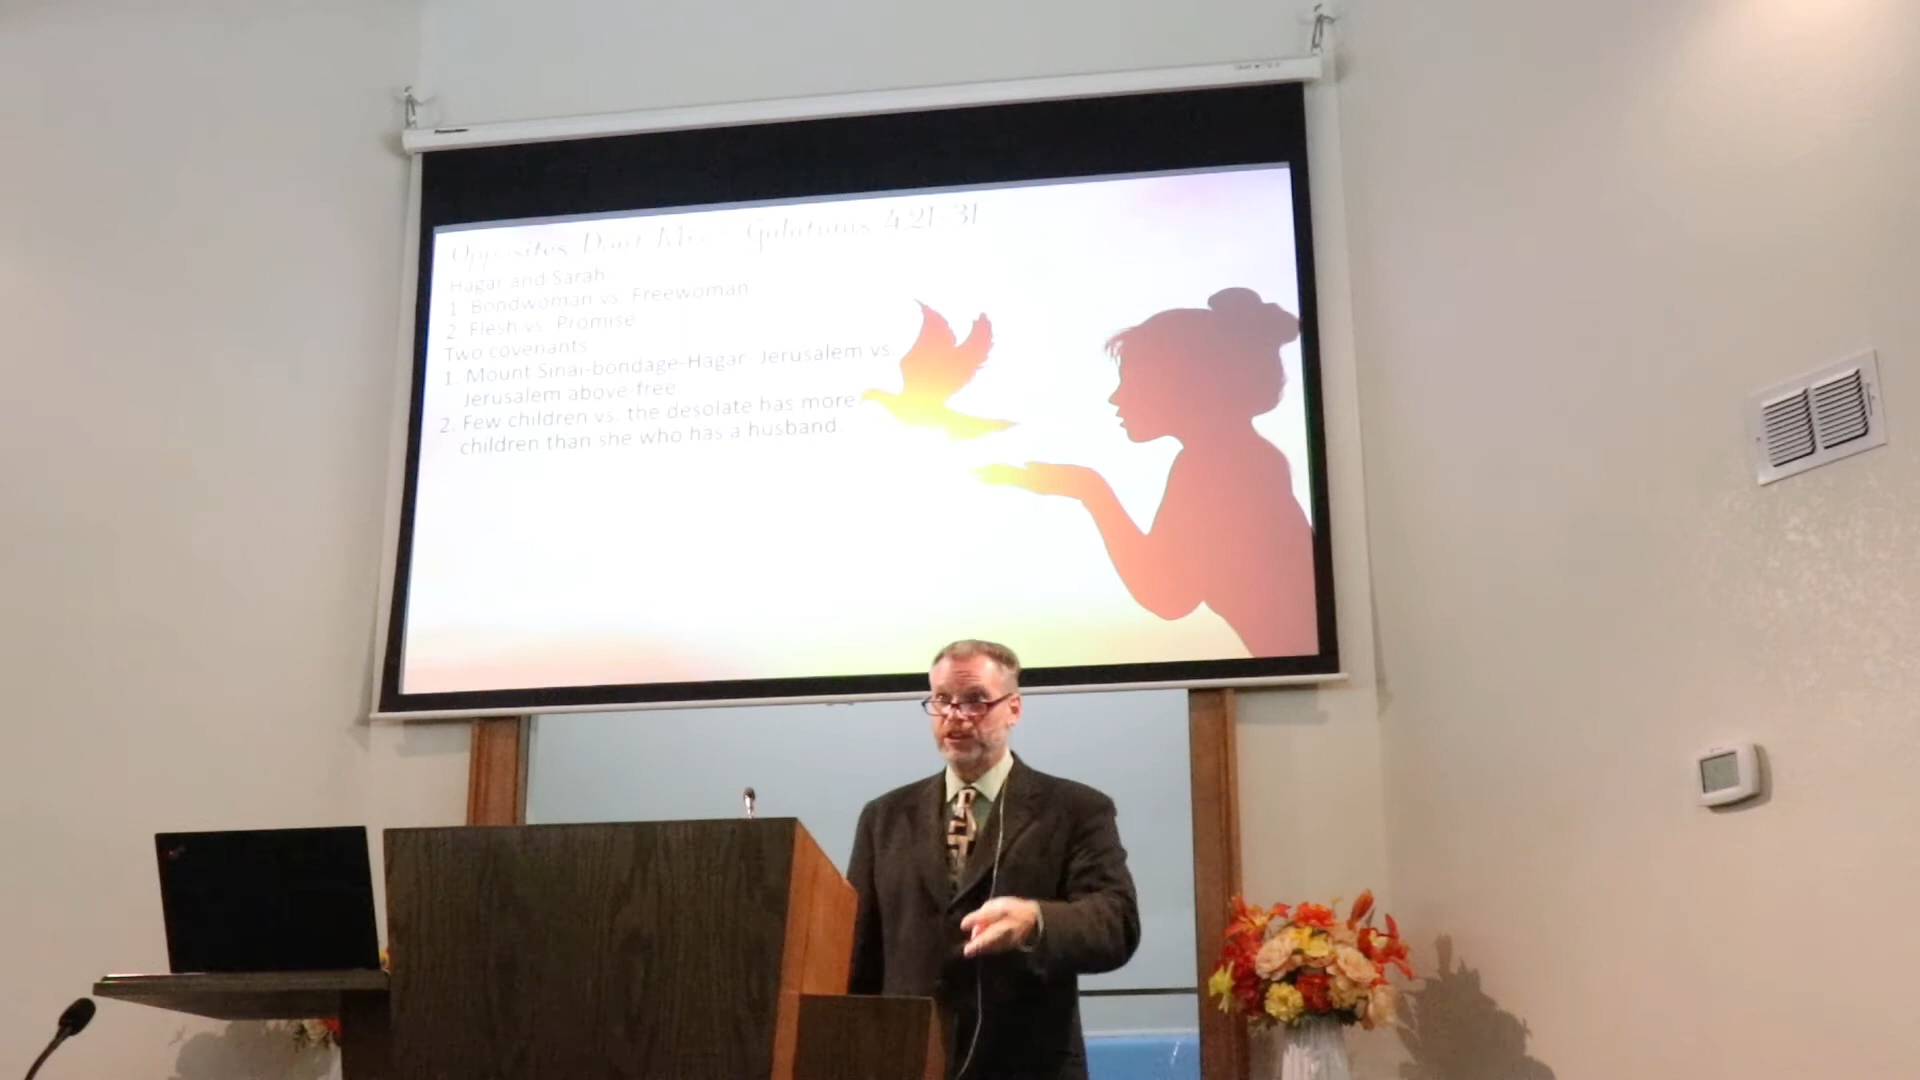 Opposites Don't Mix - Galatians 4:21-31
Hagar and Sarah
1. Bondwoman vs. Freewoman
2. Flesh vs. Promise
Two covenants
1. Mount Sinai-bondage-Hagar- Jerusalem vs.
Jerusalem above-free
2. Few children vs. the desolate has more
children than she who has a husband.